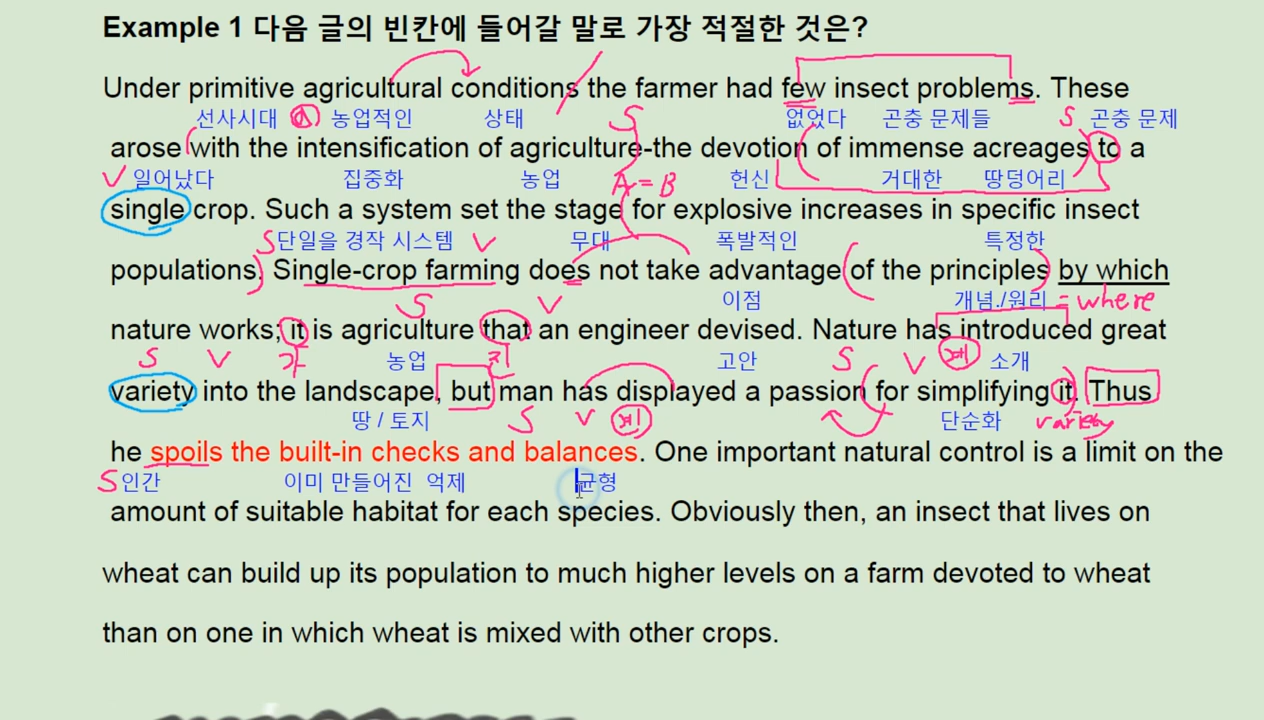 Example 1 다음 글의 빈칸에 들어갈 말로 가장 적절한 것은?
Under primitive agricultural conditions the farmer had few insect problems. These
선사시대 농업적인 상태 S 없었다 곤충 문제들 S 곤충 문제
arose with the intensification of agriculture-the devotion of immense acreages to a
V 일어났다 집중화 농업 A = B 헌신 거대한 땅덩어리
single crop. Such a system set the stage for explosive increases in specific insect
S 단일을 경작 시스템 V 무대 폭발적인 특정한
populations. Single-crop farming does not take advantage of the principles by which
S V 이점 개념./원리 = where
nature works; it is agriculture that an engineer devised. Nature has introduced great
S V 가 농업 고안 S V 소개
variety into the landscape, but man has displayed a passion for simplifying it. Thus
땅 / 토지 S V 단순화 variety
he spoils the built-in checks and balances. One important natural control is a limit on the
S 인간 이미 만들어진 억제 균형
amount of suitable habitat for each species. Obviously then, an insect that lives on
wheat can build up its population to much higher levels on a farm devoted to wheat
than on one in which wheat is mixed with other crops.